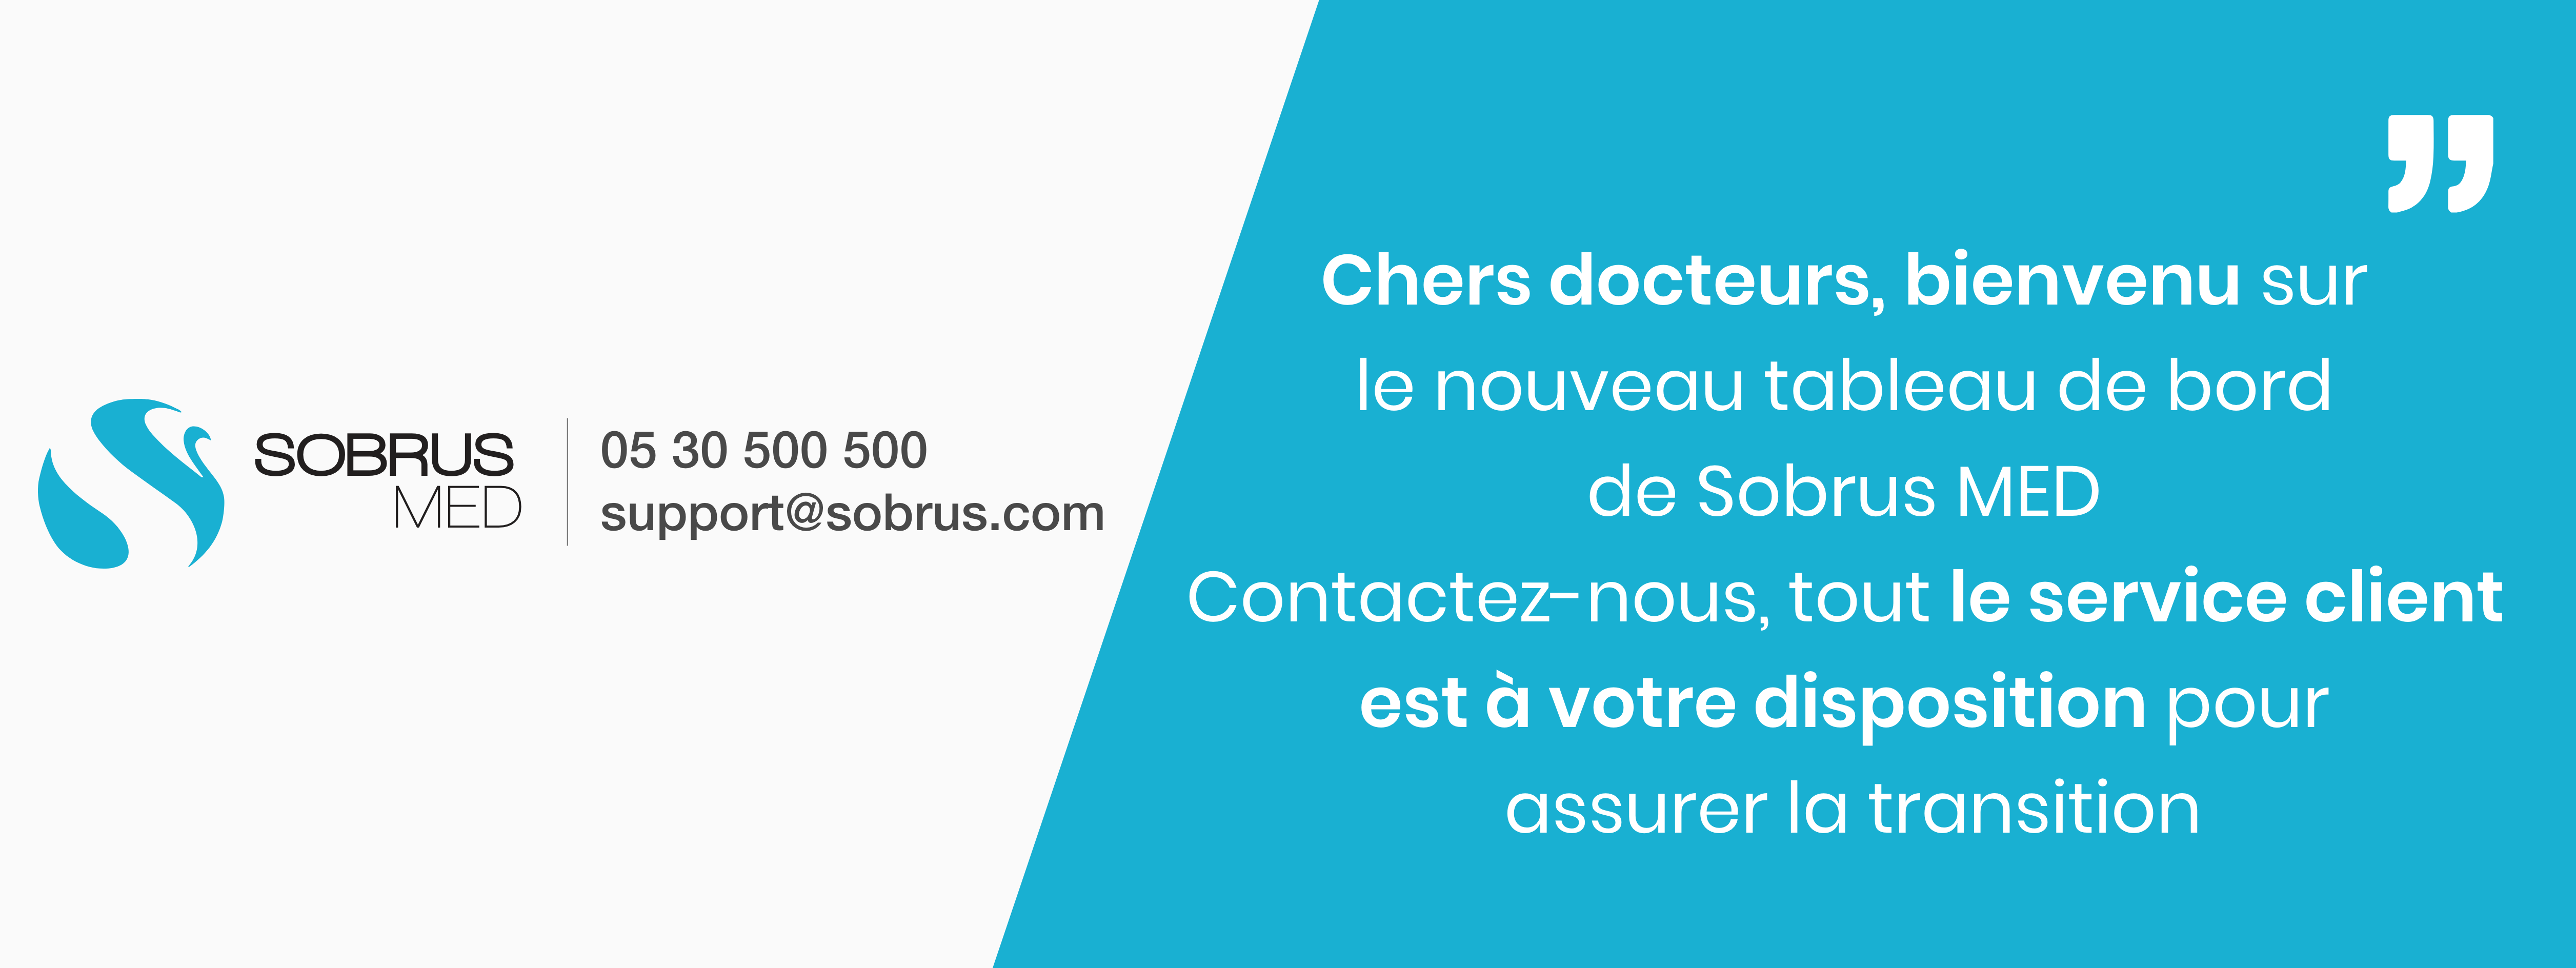 SOBRUS
MED
05 30 500 500
support@sobrus.com
”
Chers docteurs, bienvenu sur
le nouveau tableau de bord
de Sobrus MED
Contactez-nous, tout le service client
est à votre disposition pour
assurer la transition